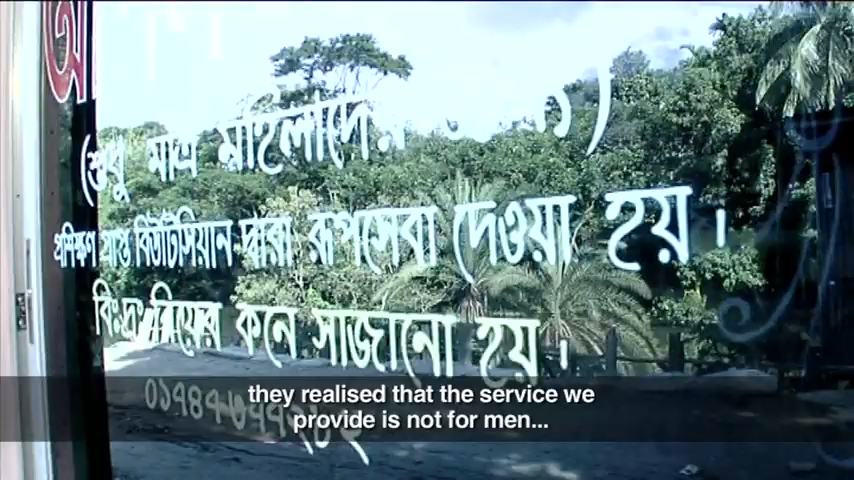 (শুধু মাত্র মহিলাদের জন্য)
প্রশিক্ষণ প্রাপ্ত বিউটিসিয়ান দ্বারা রূপসেবা দেওয়া হয় ।
বিঃদ্রঃ বিয়ের কনে সাজানো হয় ।
they realised that the service we
provide is not for men...